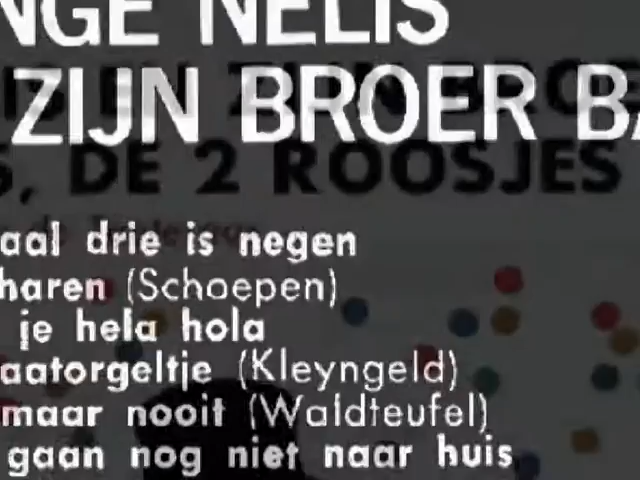 NGE NELIS
ZIJN BROER BA
S, DE 2 ROOSJES
aal drie is negen
haren (Schoepen)
je hela hola
aatorgeltje (Kleyngeld)
maar nooit (Waldteufel)
gaan nog niet naar huis